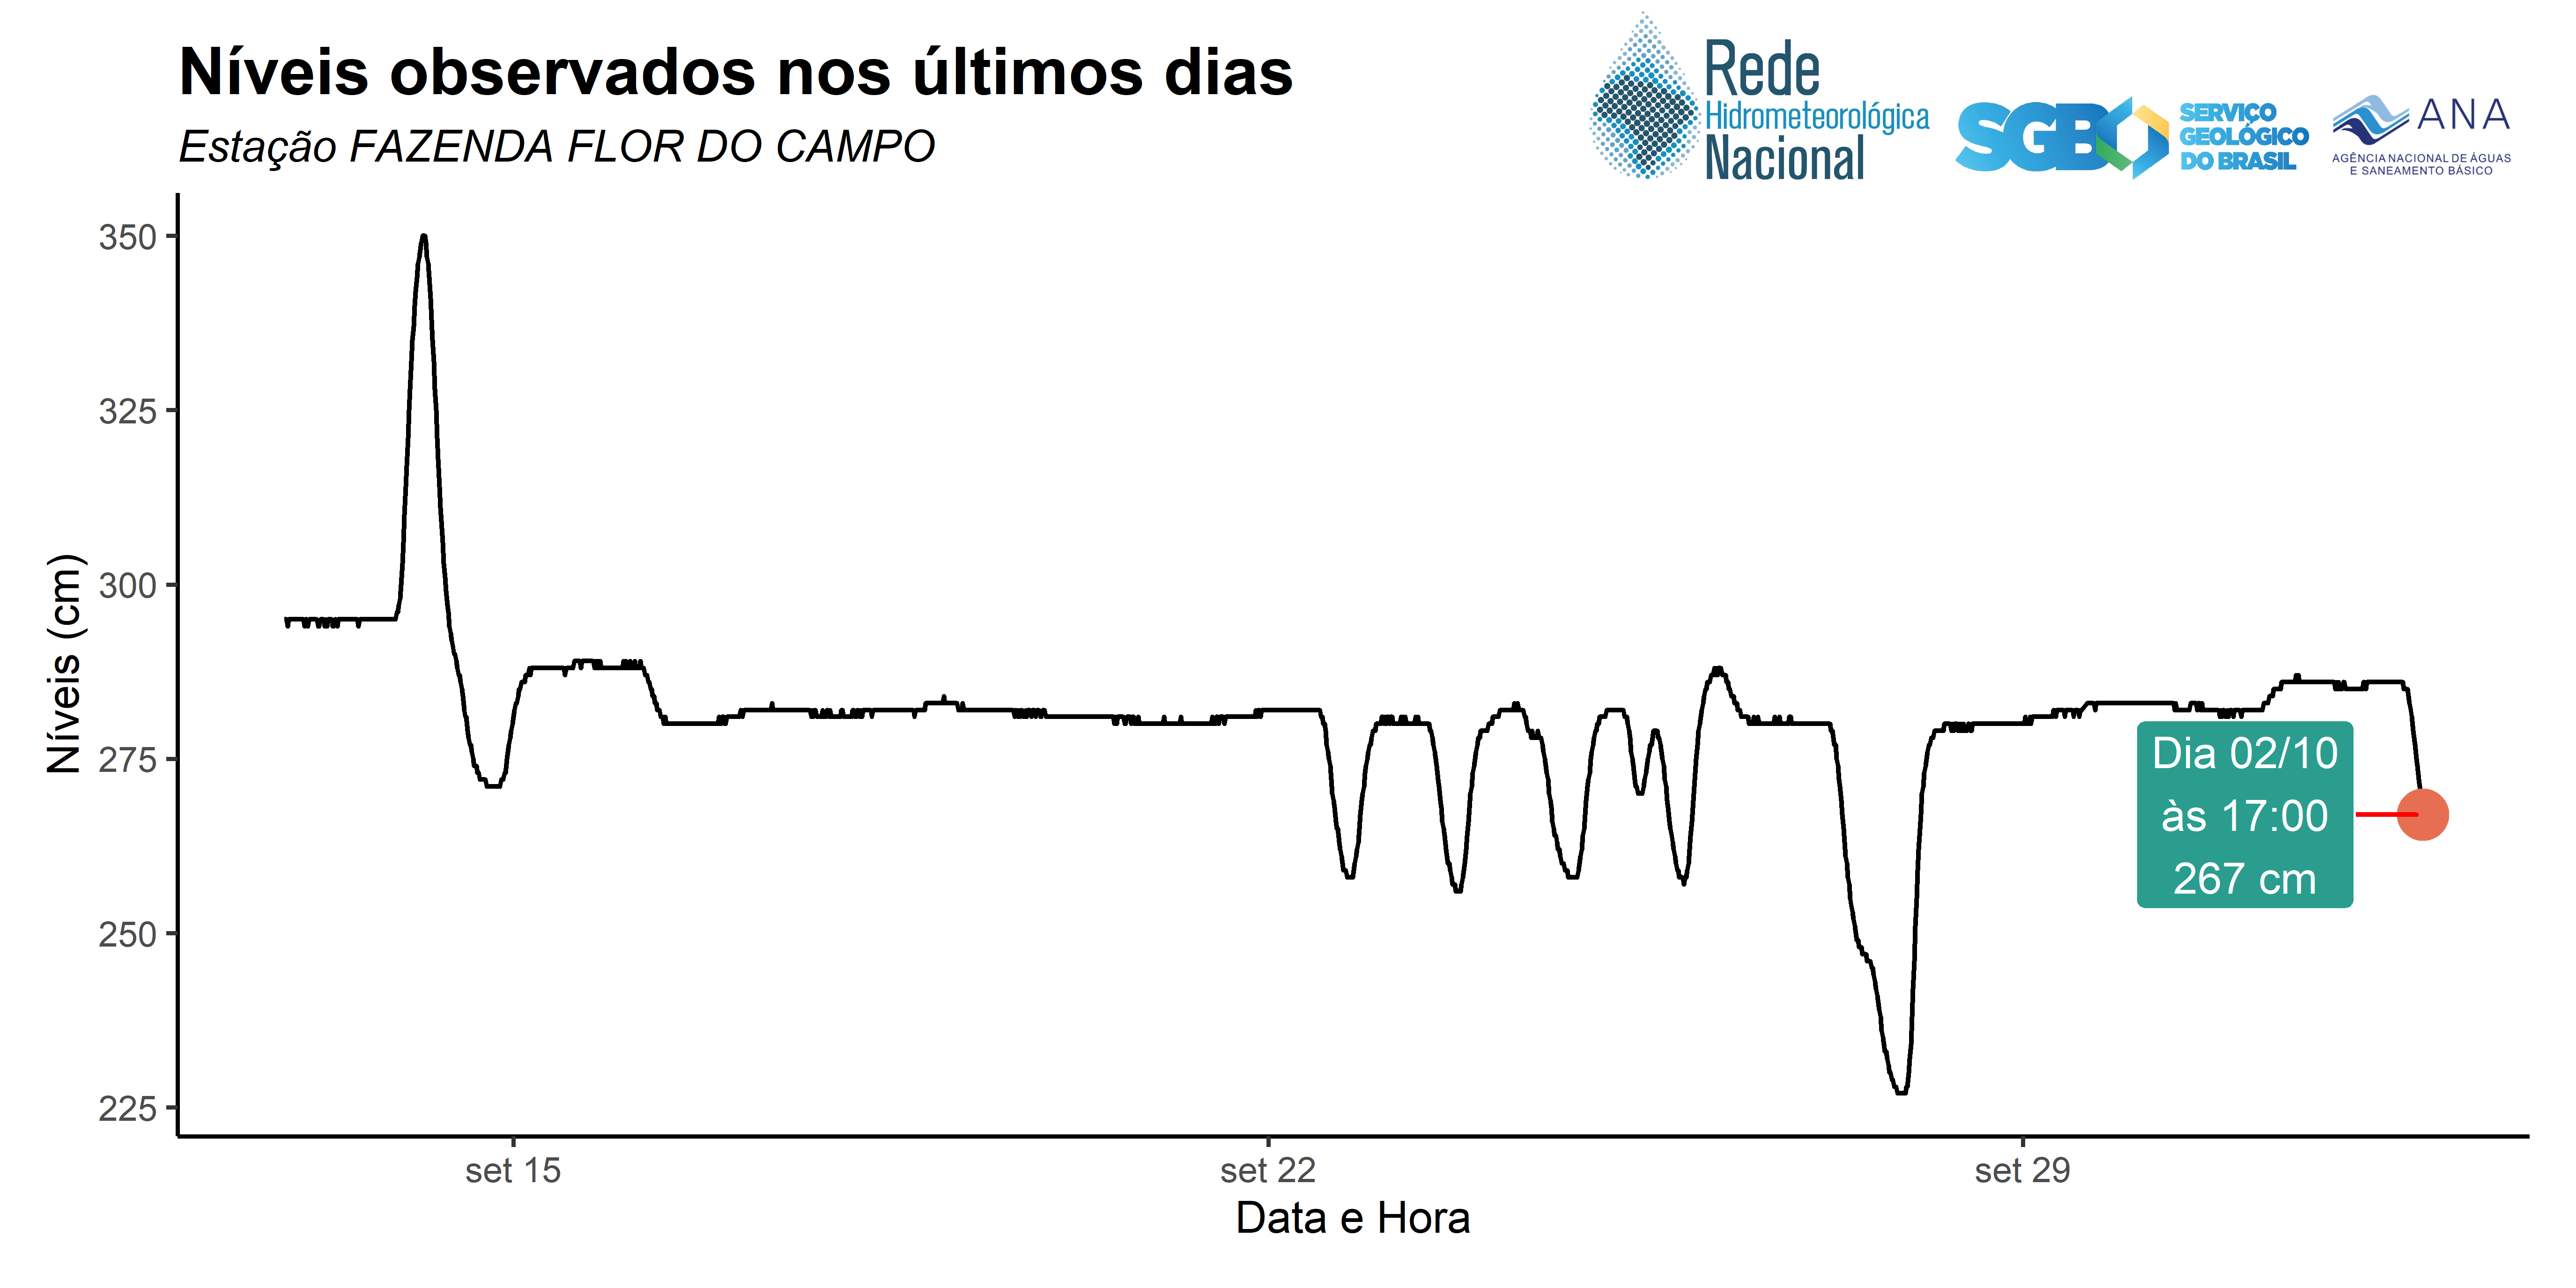 Níveis observados nos últimos dias
Estação FAZENDA FLOR DO CAMPO
Rede
Hidrometeorológica
Nacional
SGB
SERVIÇO
GEOLÓGICO
DO BRASIL
ANA
AGÊNCIA NACIONAL DE ÁGUAS
E SANEAMENTO BÁSICO
350
325
300
275
250
225
Níveis (cm)
Dia 02/10
às 17:00
267 cm
set 15
set 22
set 29
Data e Hora